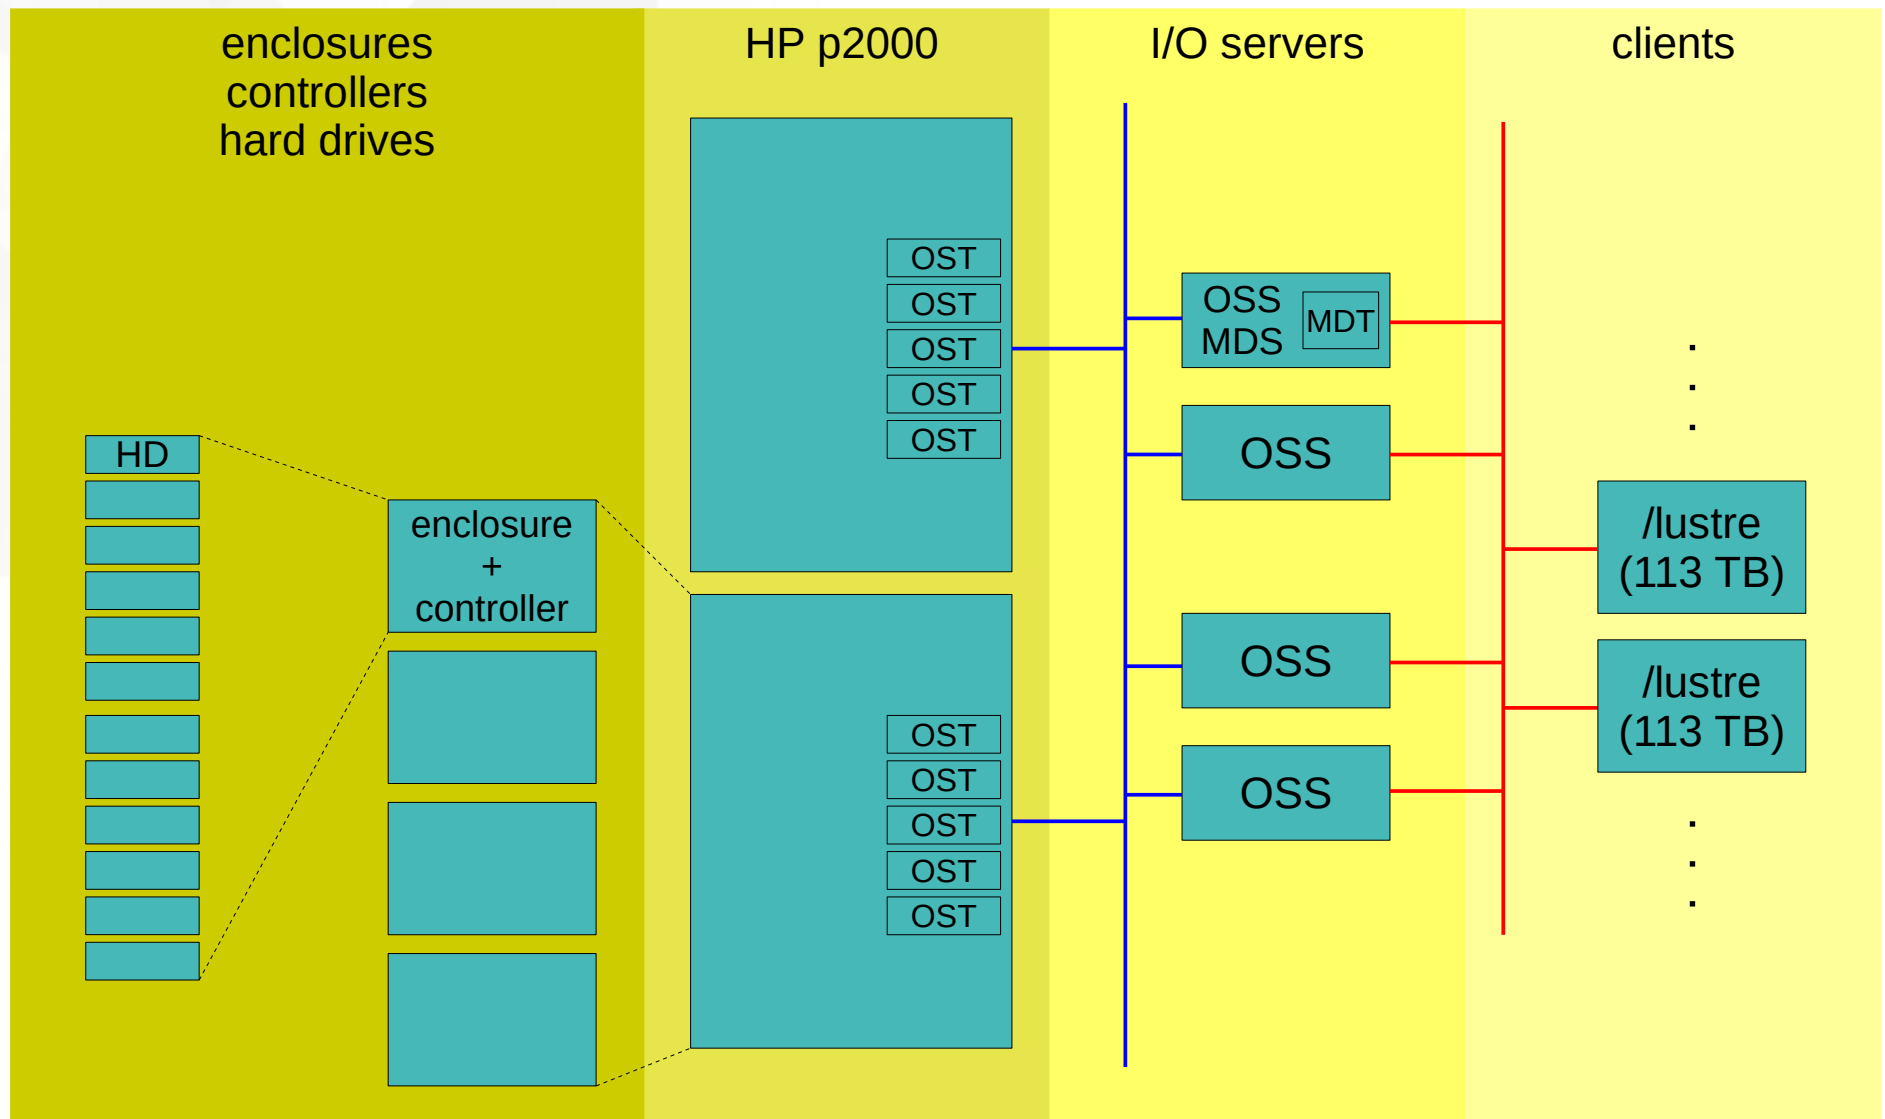 enclosures
controllers
hard drives
HP p2000
I/O servers
clients
HD
enclosure
+
controller
OST
OST
OST
OST
OST
OST
OST
OST
OST
OST
OSS
MDS
MDT
OSS
OSS
OSS
.
.
.
/lustre
(113 TB)
/lustre
(113 TB)
.
.
.